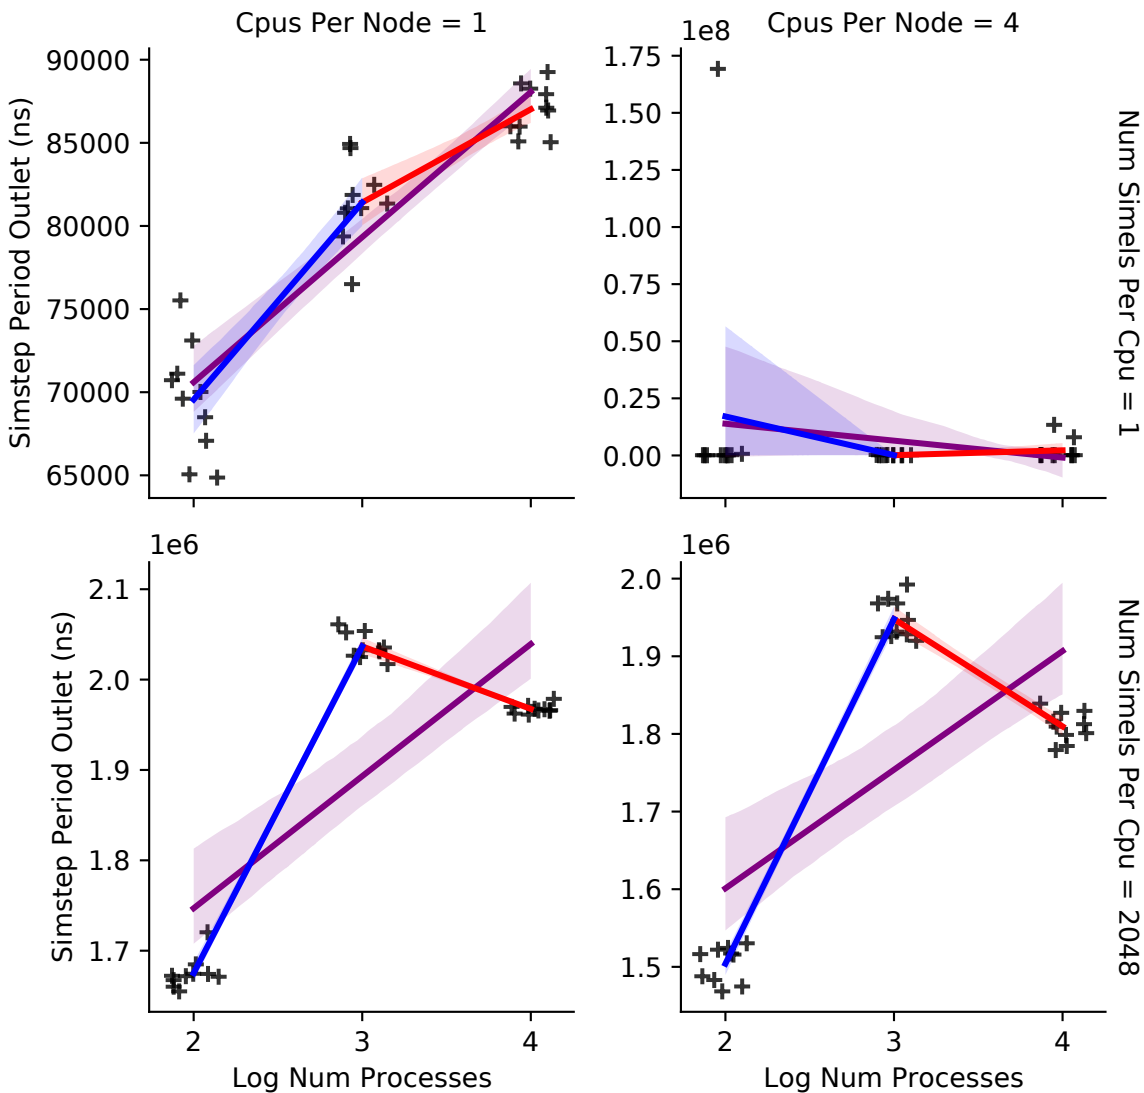 Cpus Per Node = 1
Cpus Per Node = 4
1e8
90000
85000
80000
75000
70000
65000
Simstep Period Outlet (ns)
1.75
1.50
1.25
1.00
0.75
0.50
0.25
0.00
Num Simels Per Cpu = 1
1e6
2.1
2.0
1.9
1.8
1.7
Simstep Period Outlet (ns)
2
3
4
Log Num Processes
1e6
2.0
1.9
1.8
1.7
1.6
1.5
2
3
4
Log Num Processes
Num Simels Per Cpu = 2048